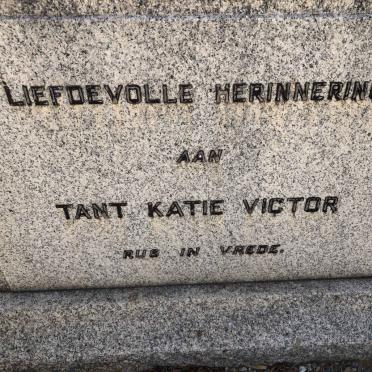 LIEFDEVOLLE HERINNERING
AAN
TANT KATIE VICTOR
RUS IN VREDE.